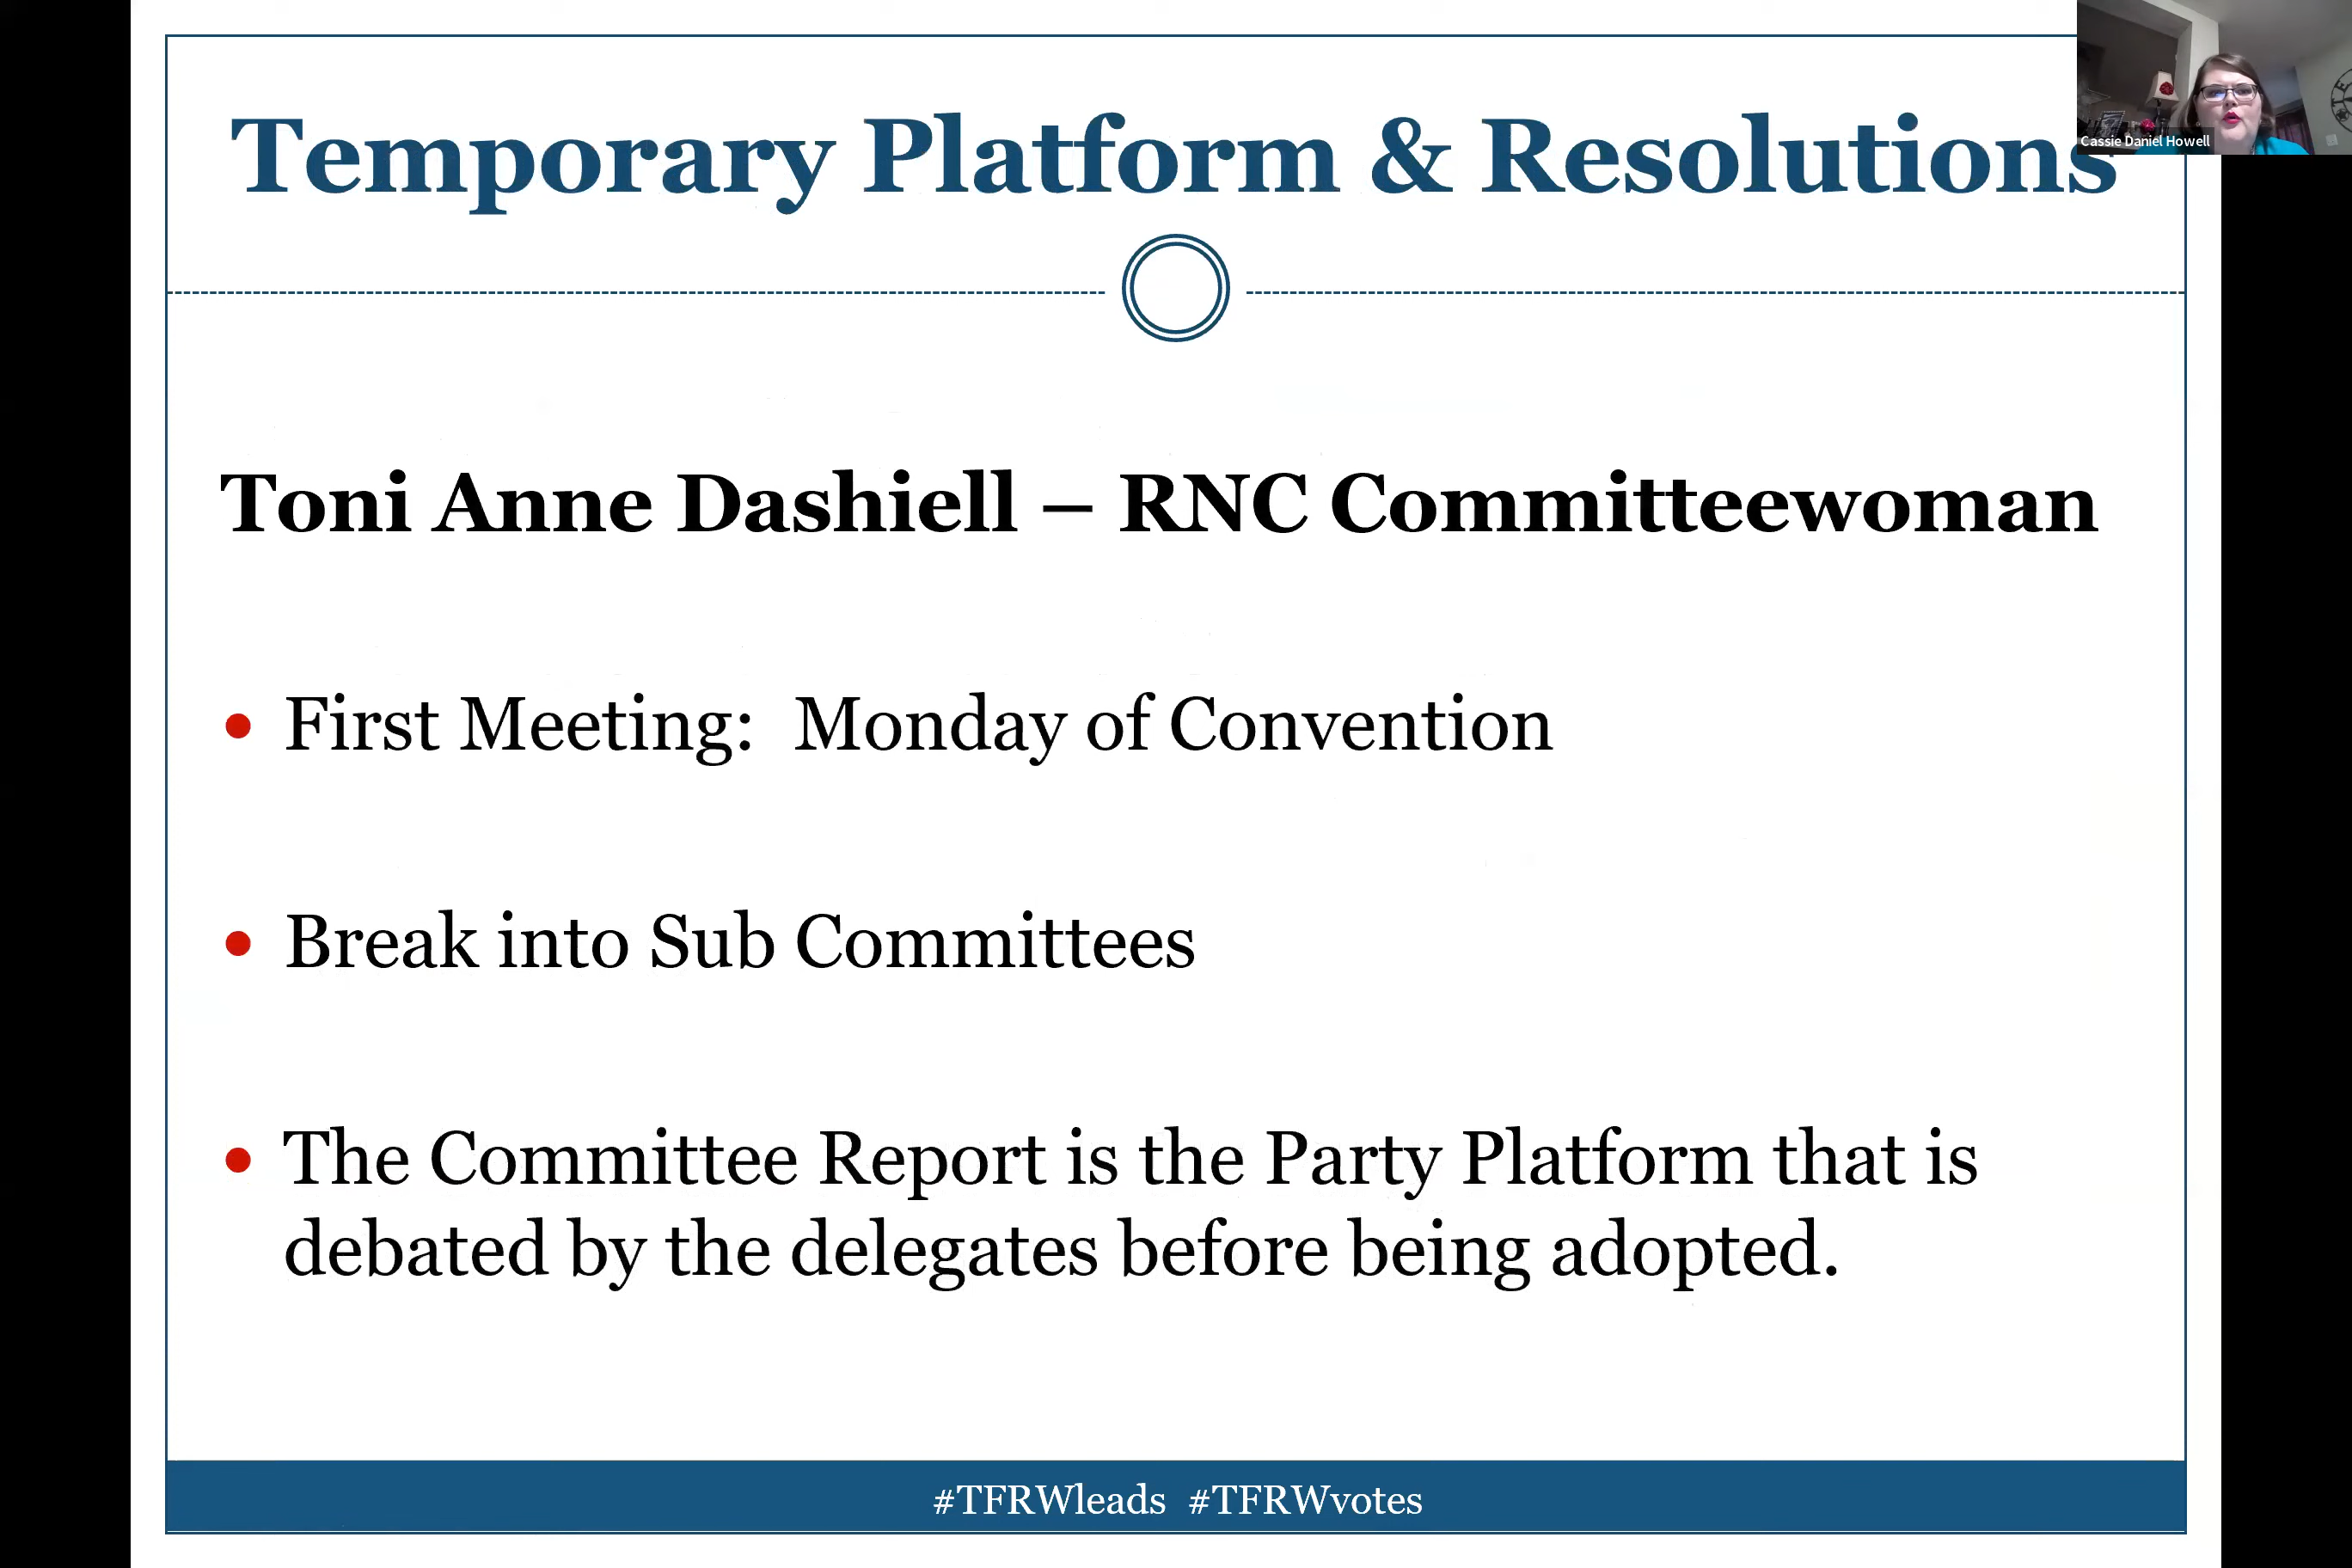 Temporary Platform & Resolutions
Cassie Daniel Howell
Toni Anne Dashiell – RNC Committeewoman
• First Meeting:  Monday of Convention
• Break into Sub Committees
• The Committee Report is the Party Platform that is
debated by the delegates before being adopted.
#TFRWleads  #TFRWvotes